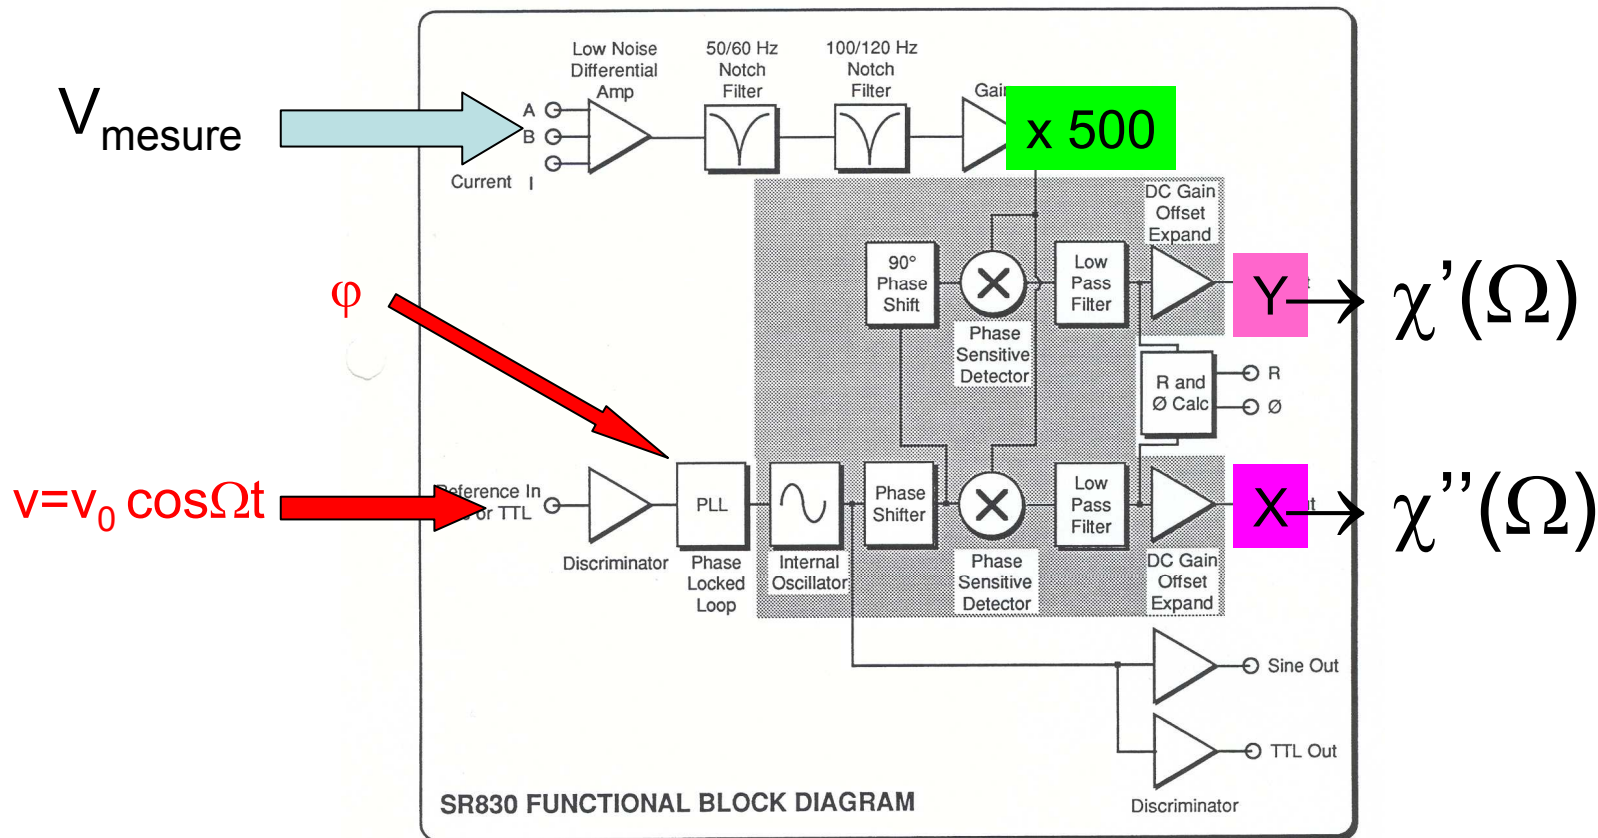 Low Noise
Differential
Amp
50/60 Hz
Notch
Filter
100/120 Hz
Notch
Filter
Gain
x 500
V mesure
A
B
Current I
DC Gain
Offset
Expand
90°
Phase
Shift
Low
Pass
Filter
Y
χ'(Ω)
φ
Phase
Sensitive
Detector
R and
Ø Calc
R
Ø
v=v0 cosΩt
Reference In
or TTL
PLL
Phase
Shifter
Low
Pass
Filter
X
χ''(Ω)
Discriminator
Phase
Locked
Loop
Internal
Oscillator
Phase
Sensitive
Detector
DC Gain
Offset
Expand
Sine Out
TTL Out
Discriminator
SR830 FUNCTIONAL BLOCK DIAGRAM